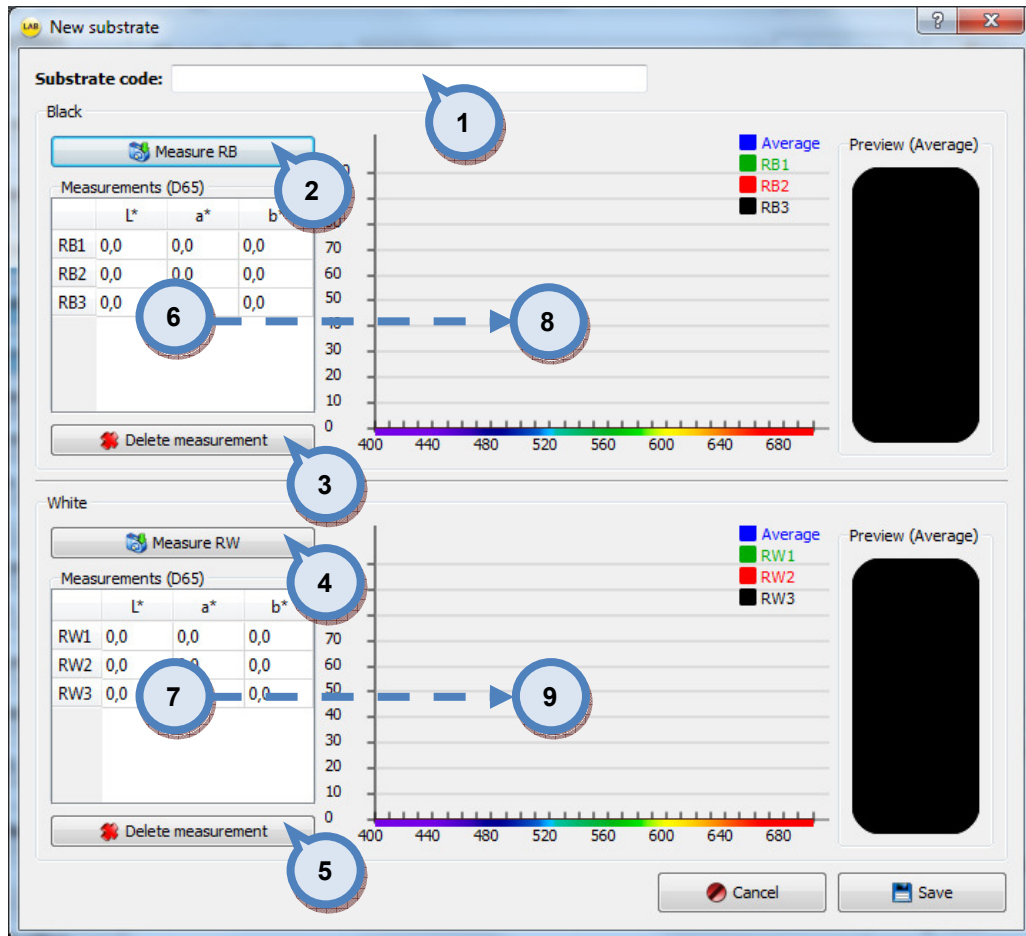 LAB New substrate
Substrate code:
1
Black
Measure RB
2
Measurements (D65)
L* a* b*
RB1 0,0 0,0 0,0
RB2 0,0 0,0 0,0
RB3 0,0 0,0
6
Delete measurement
3
70
60
50
30
20
10
0
8
400 440 480 520 560 600 640 680
Average
RB1
RB2
RB3
Preview (Average)
White
Measure RW
4
Measurements (D65)
L* a* b*
RW1 0,0 0,0 0,0
RW2 0,0 0,0
RW3 0,0 0,0
7
Delete measurement
5
70
60
50
40
30
20
10
0
9
400 440 480 520 560 600 640 680
Average
RW1
RW2
RW3
Preview (Average)
Cancel
Save